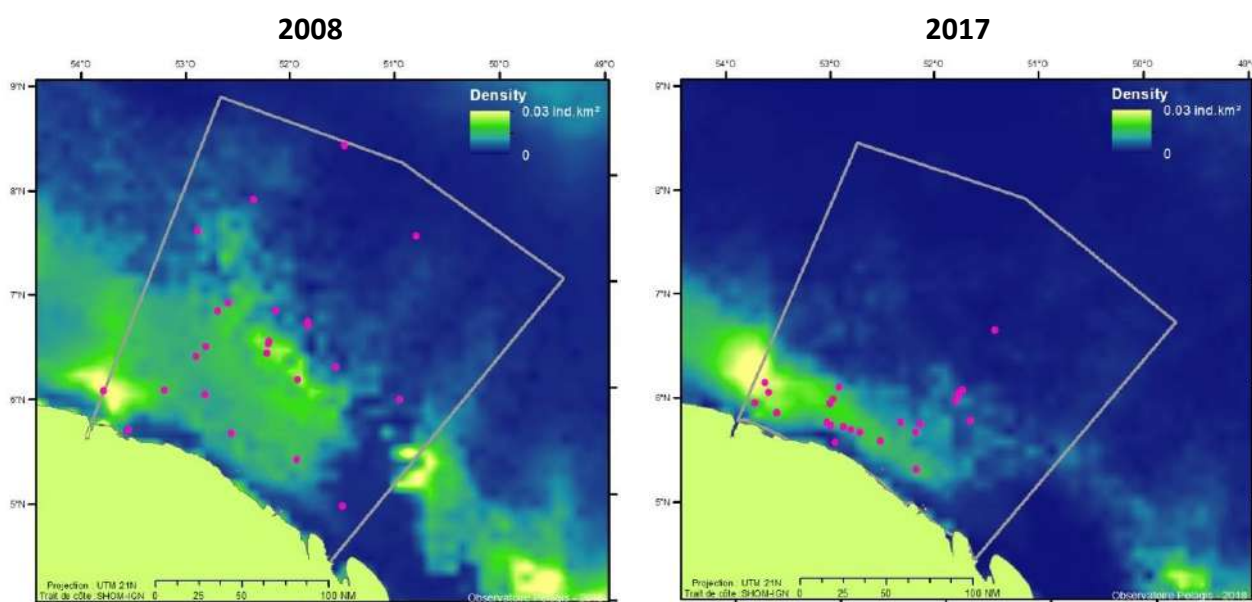 2008
2017
54°O 53°O 52°O 51°O 50°O 49°O
54°O 53°O 52°O 51°O 50°O 49°O
9°N
9°N
Density
0.03 ind.km²
0
Density
0.03 ind.km²
0
8°N
8°N
7°N
7°N
6°N
6°N
5°N
5°N
Projection : UTM 21N
Trait de côte : SHOM-IGN
0 25 50 100 NM
Observatoire Pelagis - 2018
Projection : UTM 21N
Trait de côte : SHOM-IGN
0 25 50 100 NM
Observatoire Pelagis - 2018